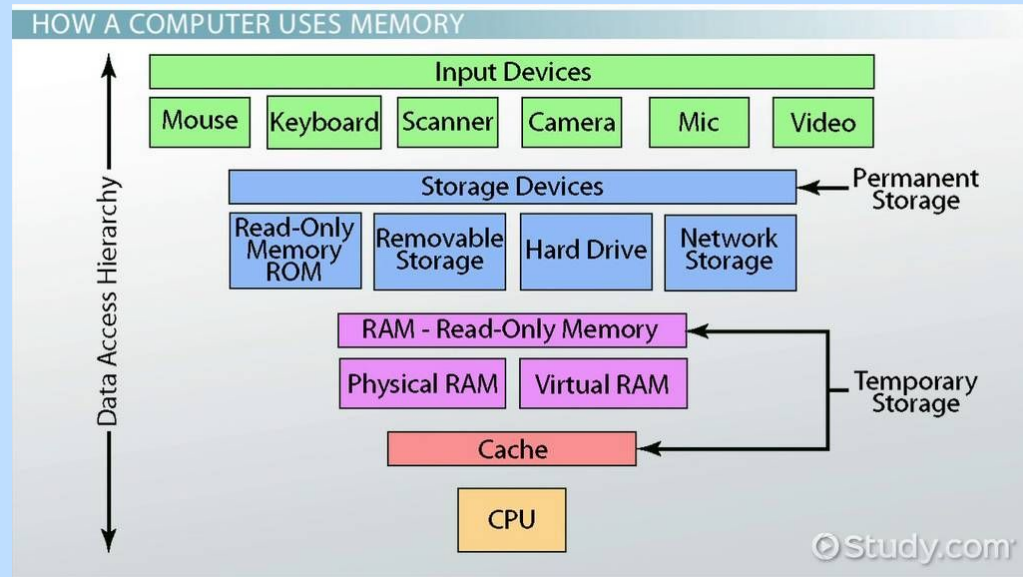 HOW A COMPUTER USES MEMORY
Input Devices
Mouse
Keyboard
Scanner
Camera
Mic
Video
Storage Devices
Permanent
Storage
Read-Only
Memory
ROM
Removable
Storage
Hard Drive
Network
Storage
Data Access Hierarchy
RAM - Read-Only Memory
Physical RAM
Virtual RAM
Temporary
Storage
Cache
CPU
Study.com